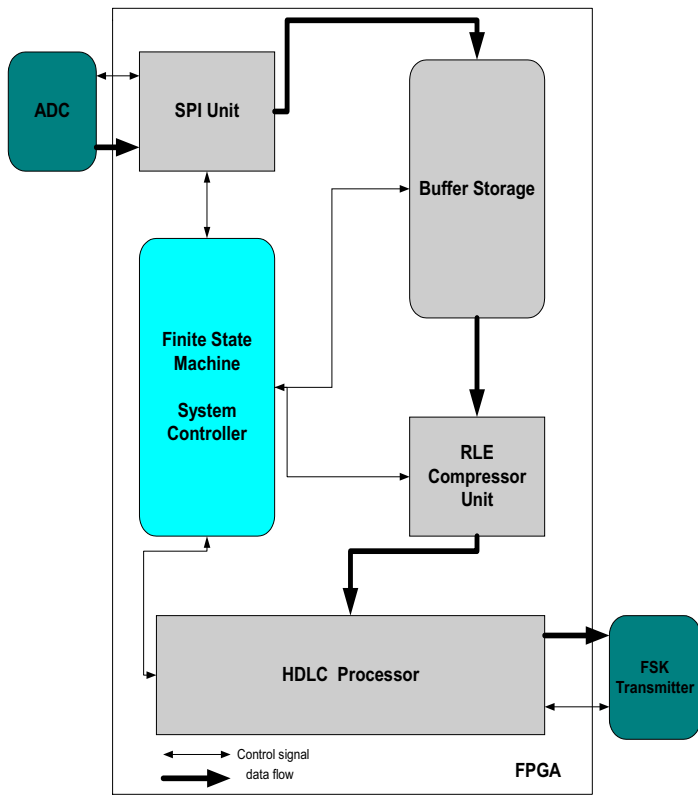 ADC
SPI Unit
Buffer Storage
Finite State
Machine
System
Controller
RLE
Compressor
Unit
HDLC Processor
FSK
Transmitter
Control signal
data flow
FPGA